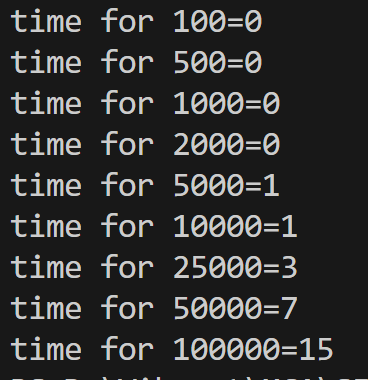 time for 100=0
time for 500=0
time for 1000=0
time for 2000=0
time for 5000=1
time for 10000=1
time for 25000=3
time for 50000=7
time for 100000=15